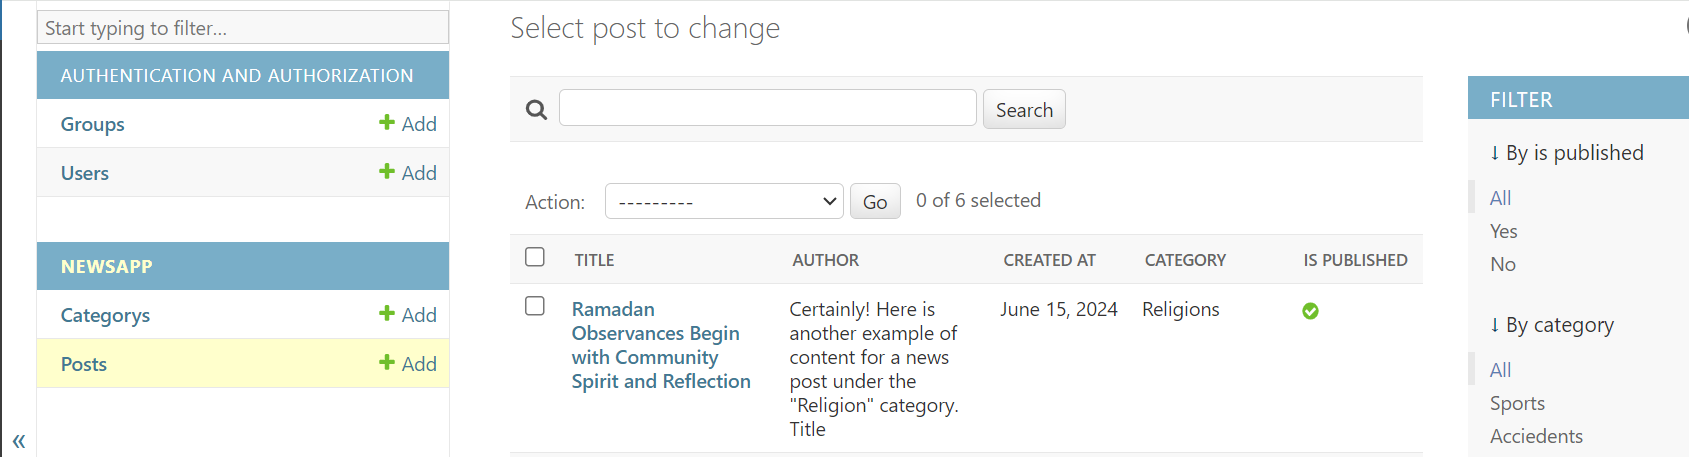 Start typing to filter...
AUTHENTICATION AND AUTHORIZATION
Groups
+ Add
Users
+ Add
NEWSAPP
Categorys
+ Add
Posts
+ Add
«
Select post to change
Search
Action:
---------
Go
0 of 6 selected
TITLE
AUTHOR
CREATED AT
CATEGORY
IS PUBLISHED
Ramadan
Observances Begin
with Community
Spirit and Reflection
Certainly! Here is
another example of
content for a news
post under the
"Religion" category.
Title
June 15, 2024
Religions
FILTER
↓ By is published
All
Yes
No
↓ By category
All
Sports
Acciedents